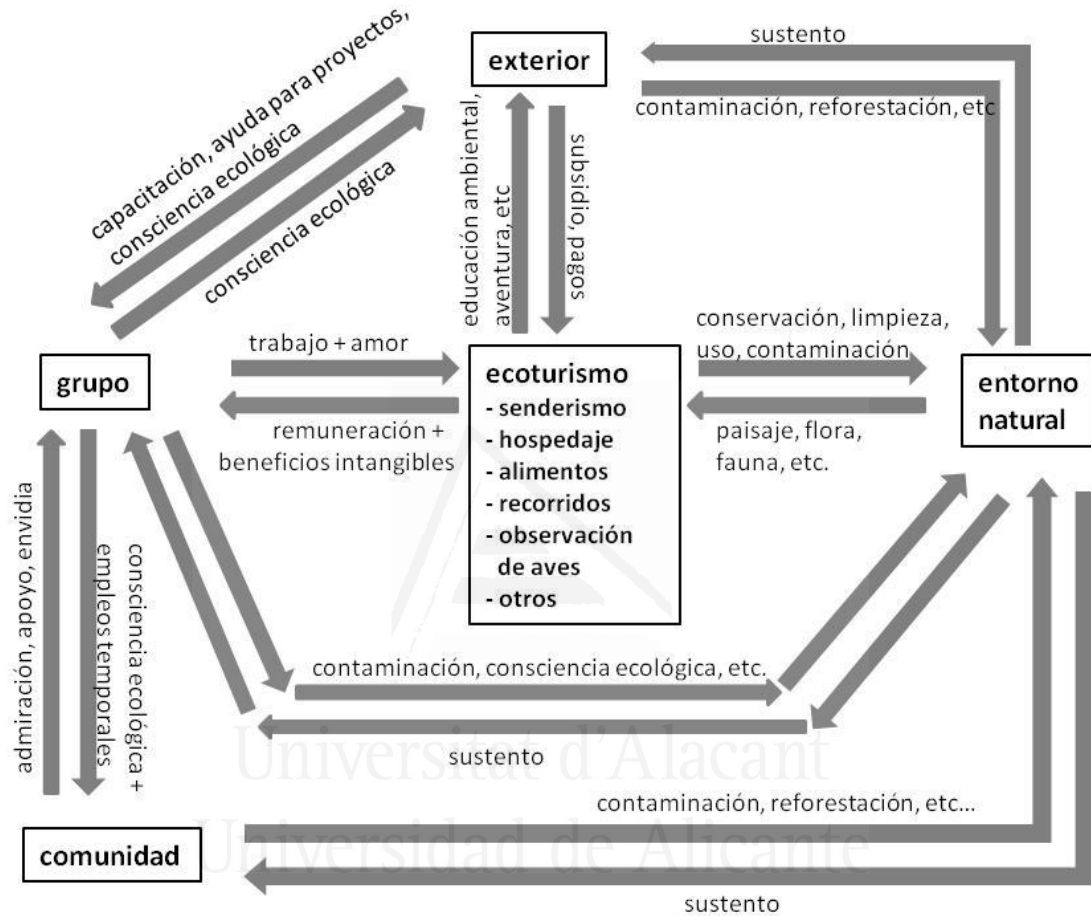 capacitación, ayuda para proyectos,
consciencia ecológica
consciencia ecológica
exterior
sustento
contaminación, reforestación, etc
educación ambiental,
aventura, etc
subsidio, pagos
grupo
trabajo + amor
remuneración +
beneficios intangibles
ecoturismo
- senderismo
- hospedaje
- alimentos
- recorridos
- observación
de aves
- otros
conservación, limpieza,
uso, contaminación
paisaje, flora,
fauna, etc.
entorno
natural
admiración, apoyo, envidia
consciencia ecológica +
empleos temporales
contaminación, consciencia ecológica, etc.
sustento
Universitat d'Alacant
contaminación, reforestación, etc...
comunidad
Universidad de Alicante
sustento